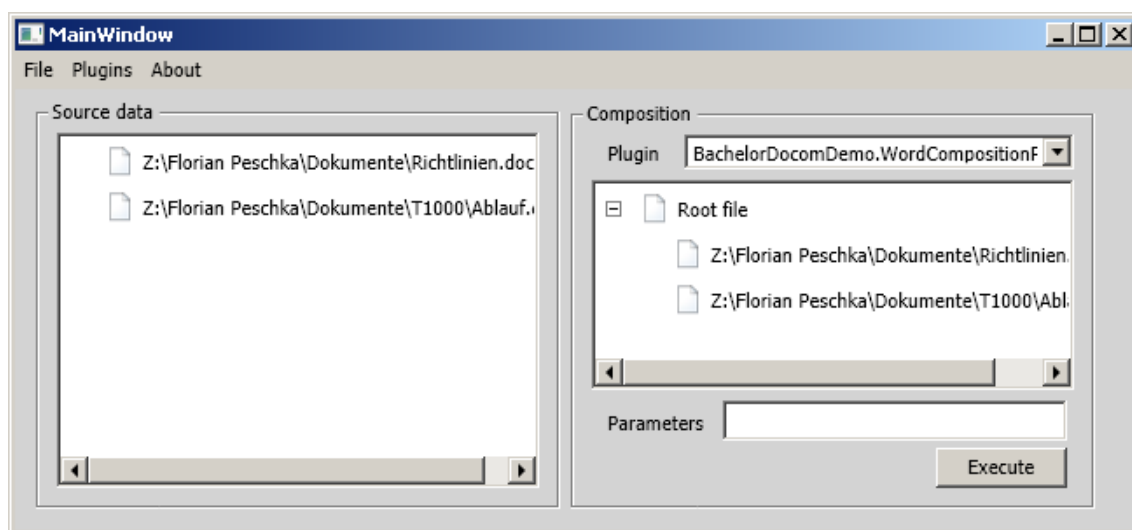 MainWindow
File Plugins About
Source data
Z:\Florian Peschka\Dokumente\Richtlinien.doc
Z:\Florian Peschka\Dokumente\T1000\Ablauf.
Composition
Plugin BachelorDocomDemo.WordCompositionF
Root file
Z:\Florian Peschka\Dokumente\Richtlinien.
Z:\Florian Peschka\Dokumente\T1000\Abl
Parameters
Execute